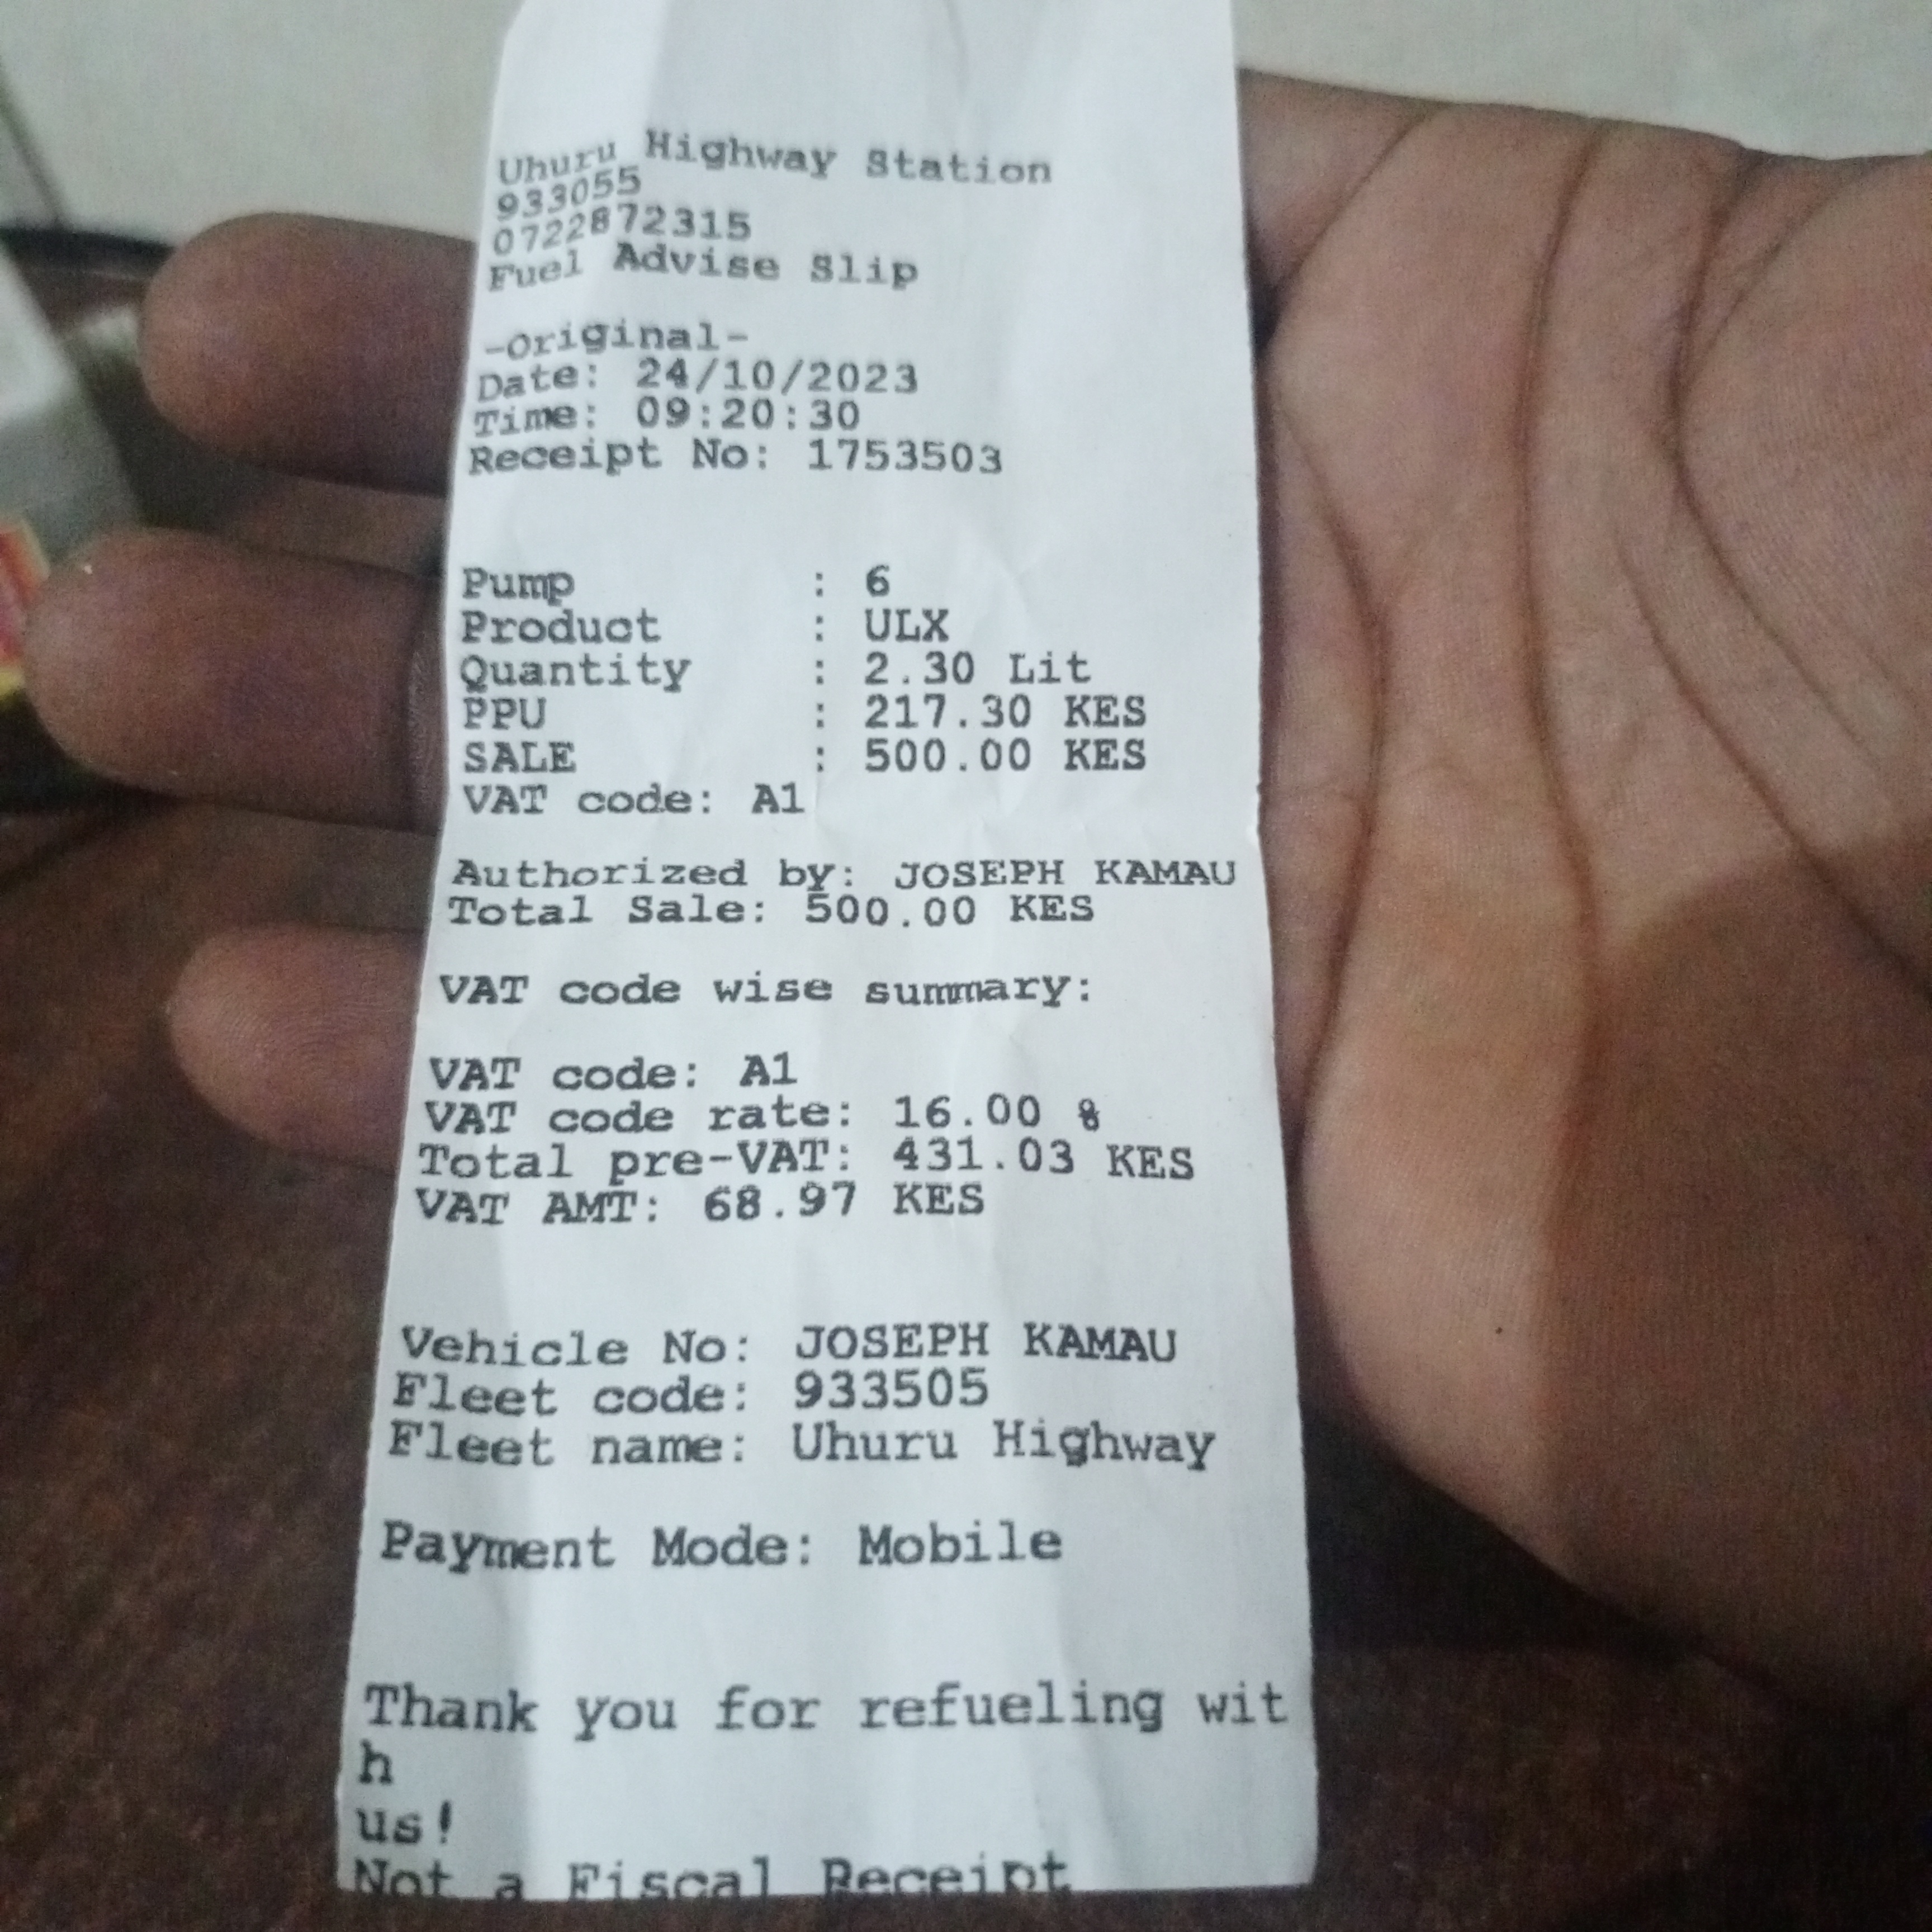 Uhuru Highway Station
933055
0722872315
Fuel Advise Slip
-Original-
Date: 24/10/2023
Time: 09:20:30
Receipt No: 1753503
Pump : 6
Product : ULX
Quantity : 2.30 Lit
PPU : 217.30 KES
SALE : 500.00 KES
VAT code: A1
Authorized by: JOSEPH KAMAU
Total Sale: 500.00 KES
VAT code wise summary:
VAT code: A1
VAT code rate: 16.00 %
Total pre-VAT: 431.03 KES
VAT AMT: 68.97 KES
Vehicle No: JOSEPH KAMAU
Fleet code: 933505
Fleet name: Uhuru Highway
Payment Mode: Mobile
Thank you for refueling wit
h
us!
Not a Fiscal Receipt